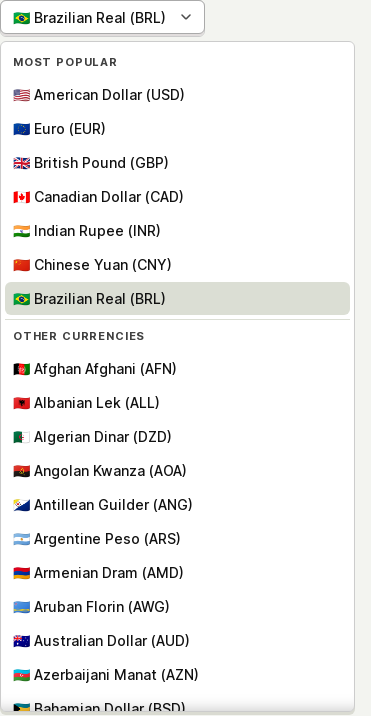 Brazilian Real (BRL)
MOST POPULAR
American Dollar (USD)
Euro (EUR)
British Pound (GBP)
Canadian Dollar (CAD)
Indian Rupee (INR)
Chinese Yuan (CNY)
Brazilian Real (BRL)
OTHER CURRENCIES
Afghan Afghani (AFN)
Albanian Lek (ALL)
Algerian Dinar (DZD)
Angolan Kwanza (AOA)
Antillean Guilder (ANG)
Argentine Peso (ARS)
Armenian Dram (AMD)
Aruban Florin (AWG)
Australian Dollar (AUD)
Azerbaijani Manat (AZN)
Bahamian Dollar (BSD)